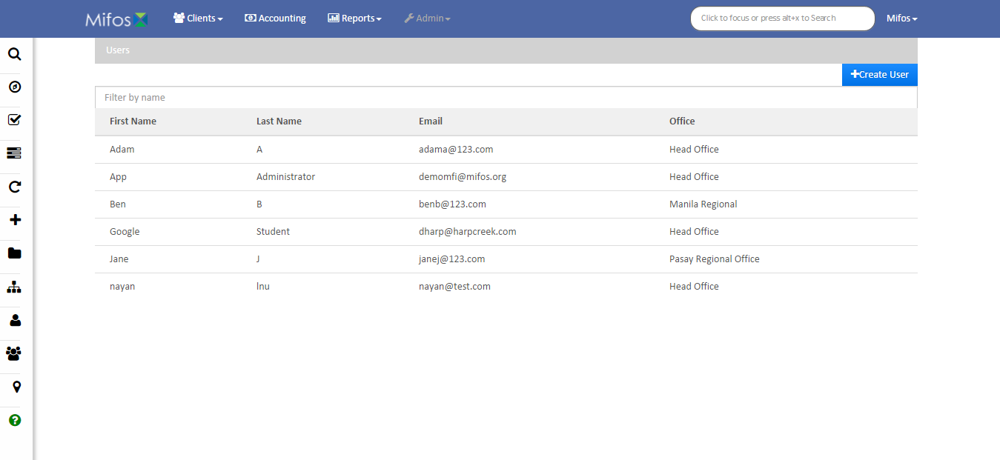 Mifos Clients Accounting Reports Admin Click to focus or press alt+x to Search Mifos
Users
Create User
Filter by name
First Name Last Name Email Office
Adam A adama@123.com Head Office
App Administrator demomfi@mifos.org Head Office
Ben B benb@123.com Manila Regional
Google Student dharp@harpcreek.com Head Office
Jane J janej@123.com Pasay Regional Office
nayan lnu nayan@test.com Head Office